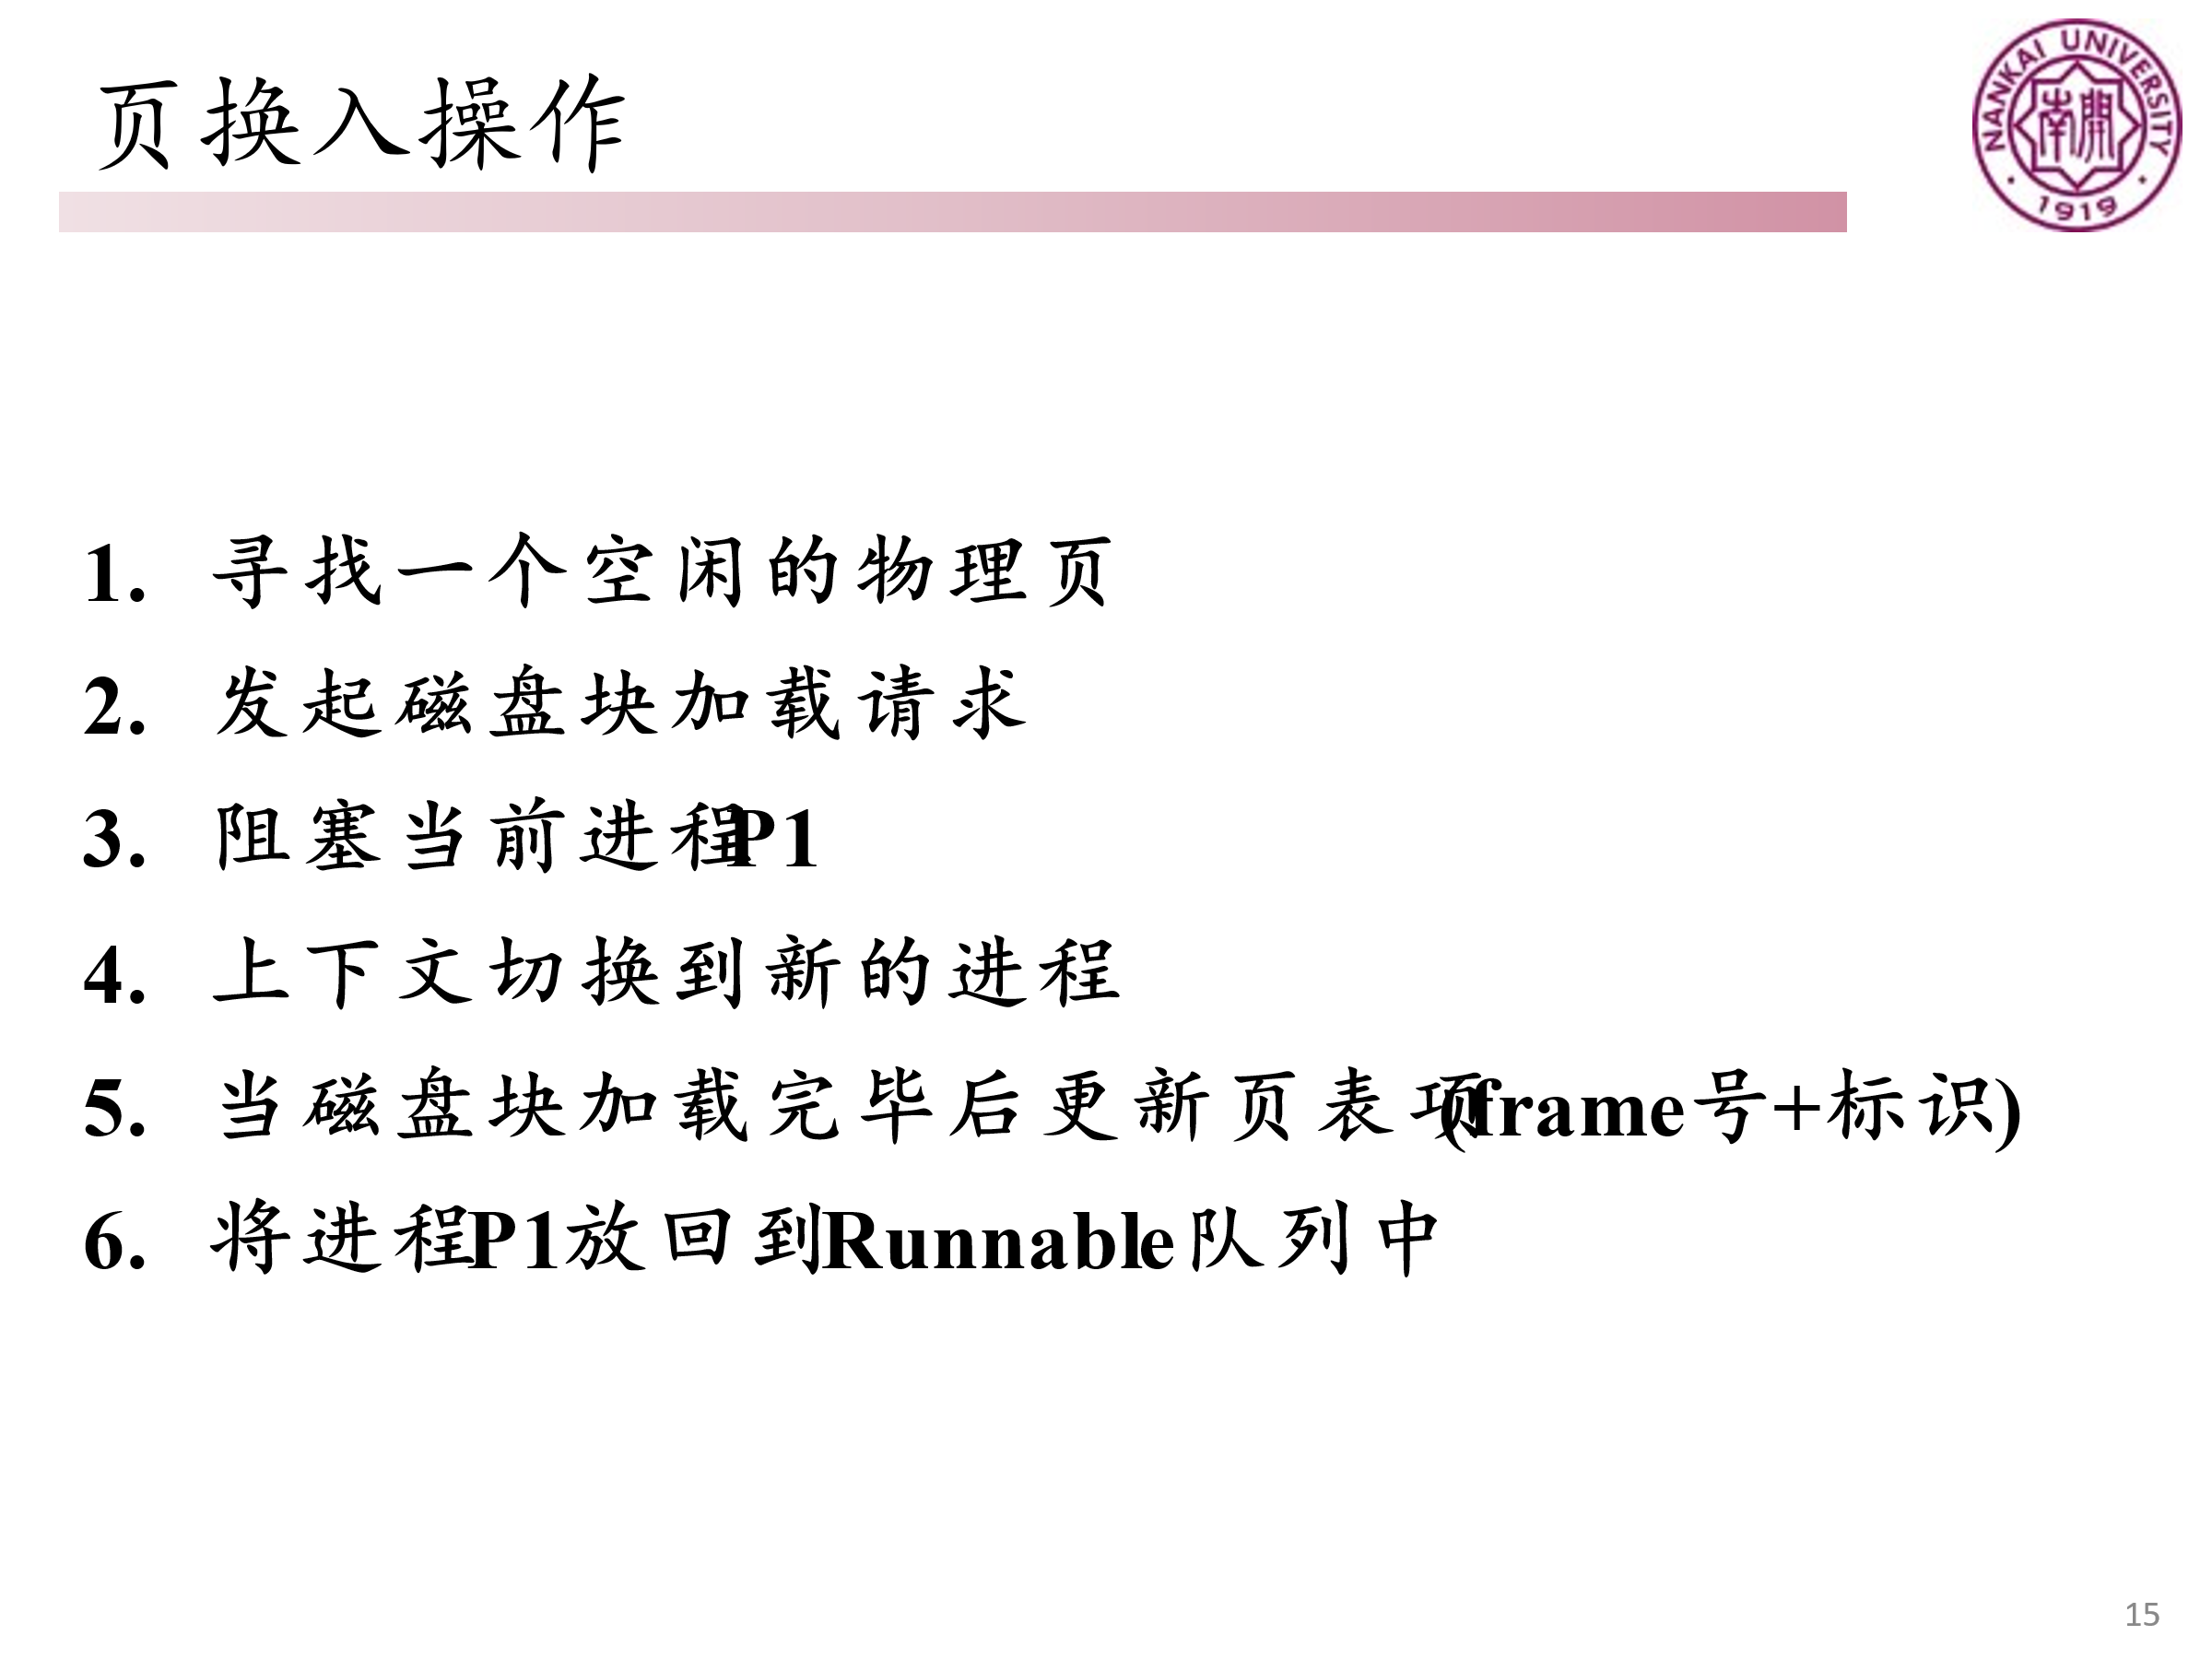 页换入操作
NANKAI UNIVERSITY
南開
1919
1. 寻找一个空闲的物理页
2. 发起磁盘块加载请求
3. 阻塞当前进程P1
4. 上下文切换到新的进程
5. 当磁盘块加载完毕后更新页表项(frame号+标识)
6. 将进程P1放回到Runnable队列中
15